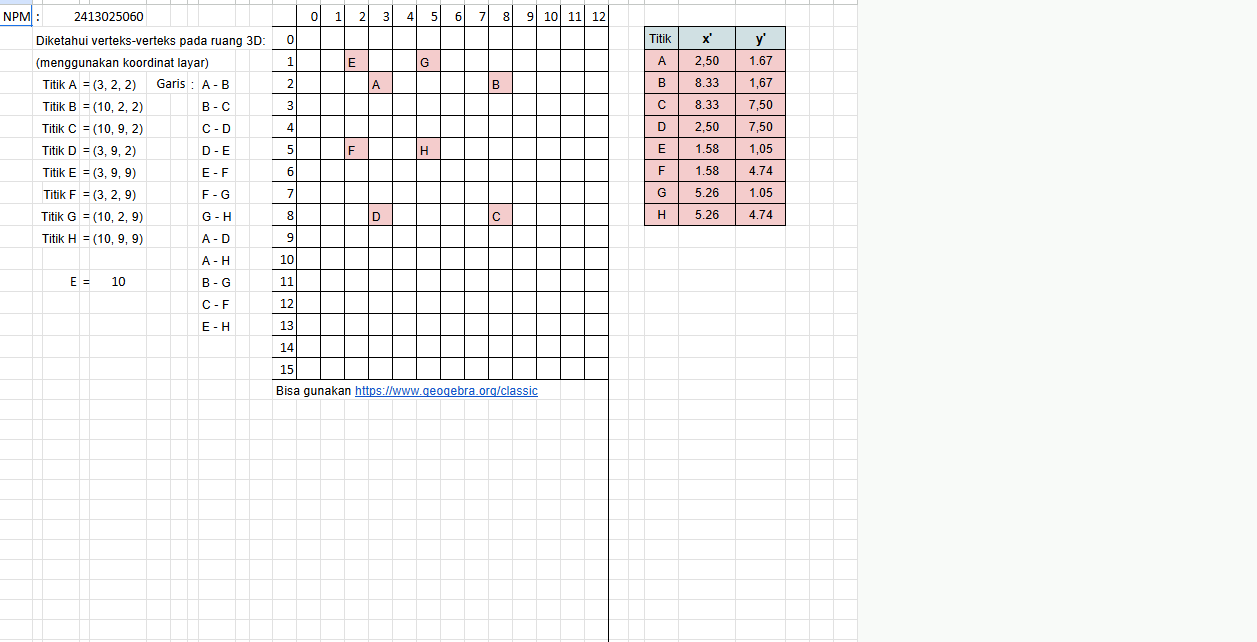 NPM : 2413025060 0 1 2 3 4 5 6 7 8 9 10 11 12
Diketahui verteks-verteks pada ruang 3D: 0 Titik x' y'
(menggunakan koordinat layar) 1 E G A 2,50 1.67
Titik A = (3, 2, 2) Garis : A - B 2 A B B 8.33 1,67
Titik B = (10, 2, 2) B - C 3 C 8.33 7,50
Titik C = (10, 9, 2) C - D 4 D 2,50 7,50
Titik D = (3, 9, 2) D - E 5 F H E 1.58 1,05
Titik E = (3, 9, 9) E - F 6 F 1.58 4.74
Titik F = (3, 2, 9) F - G 7 G 5.26 1.05
Titik G = (10, 2, 9) G - H 8 D C H 5.26 4.74
Titik H = (10, 9, 9) A - D 9
A - H 10
E = 10 B - G 11
C - F 12
E - H 13
14
15
Bisa gunakan https://www.geogebra.org/classic